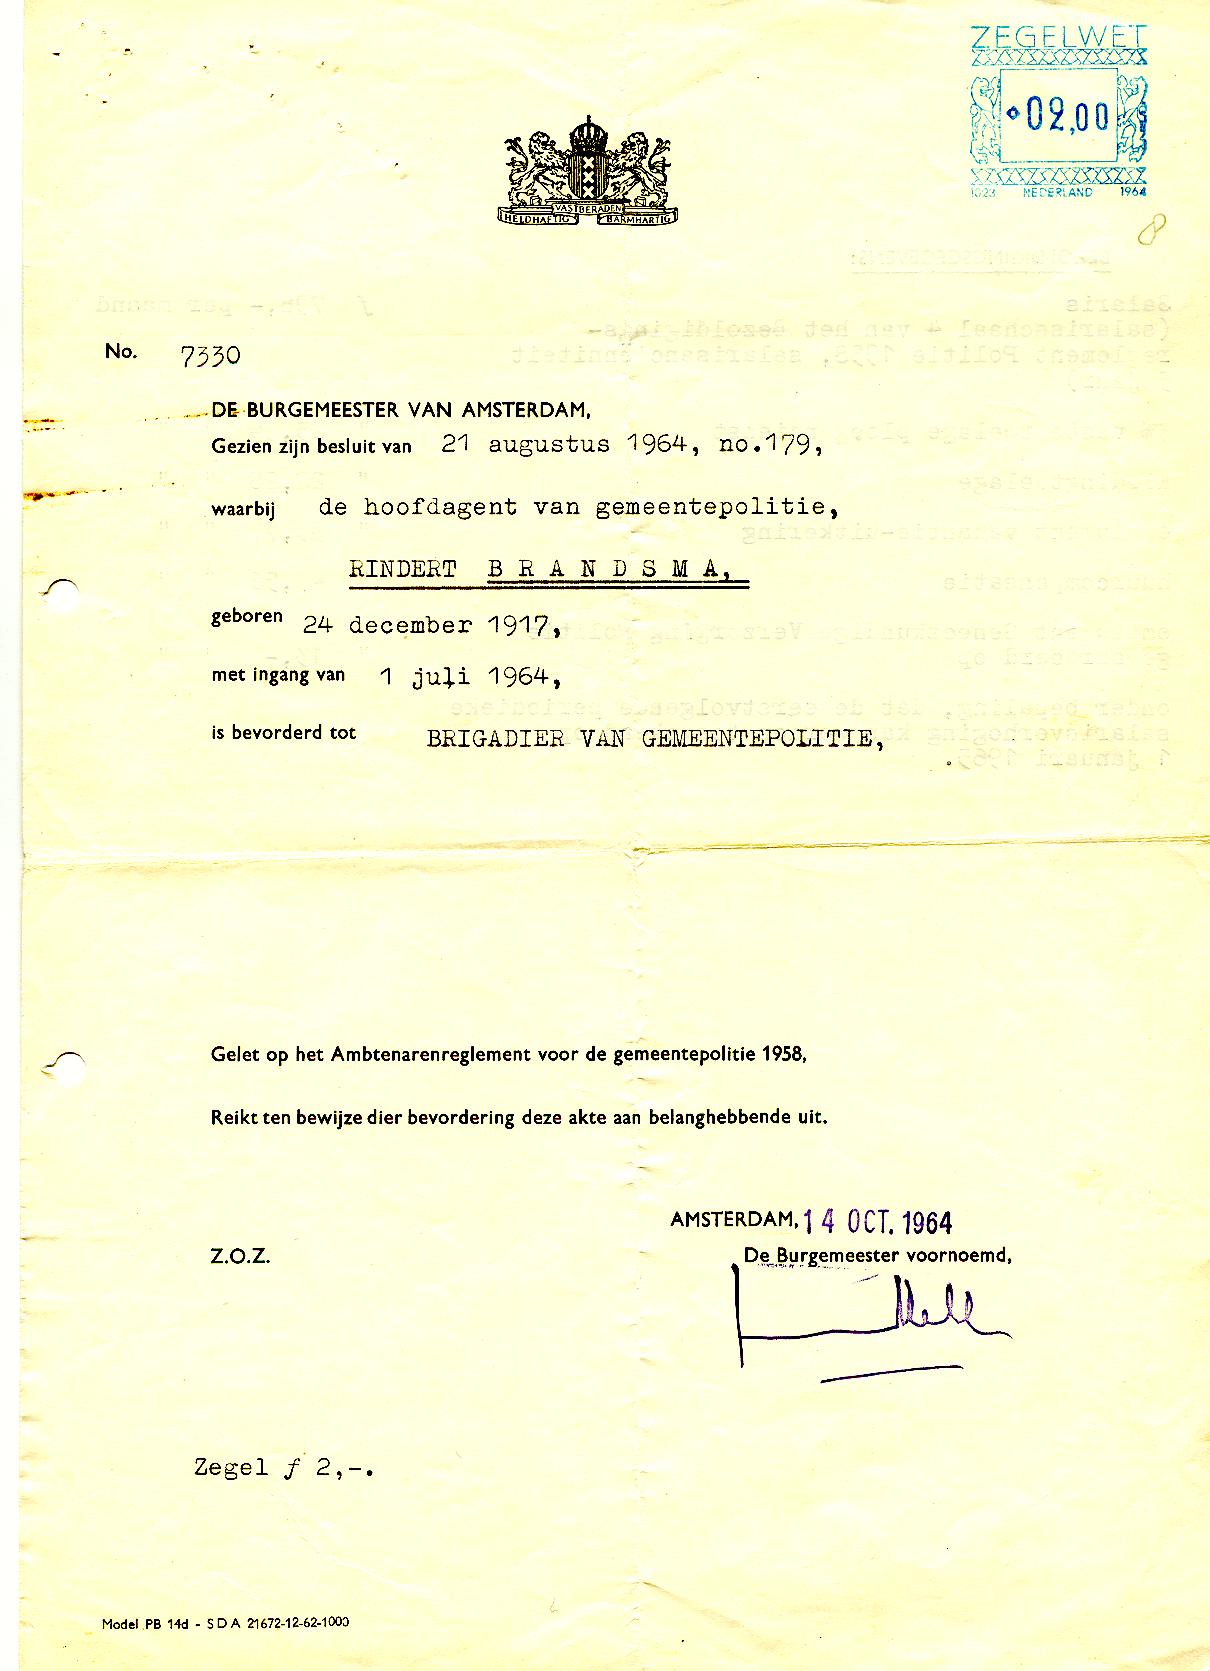 ZEGELWET
02,00
NEDERLAND 1964
VASTBERADEN
HELDHAFTIG BARMHARTIG
8
No. 7330
DE BURGEMEESTER VAN AMSTERDAM,
Gezien zijn besluit van 21 augustus 1964, no.179,
waarbij de hoofdagent van gemeentepolitie,
RINDERT B R A N D S M A,
geboren 24 december 1917,
met ingang van 1 juli 1964,
is bevorderd tot BRIGADIER VAN GEMEENTEPOLITIE,
Gelet op het Ambtenarenreglement voor de gemeentepolitie 1958,
Reikt ten bewijze dier bevordering deze akte aan belanghebbende uit.
AMSTERDAM, 14 OCT. 1964
Z.O.Z. De Burgemeester voornoemd,
Zegel ƒ 2,-.
Model PB 14d - S D A 21672-12-62-1000